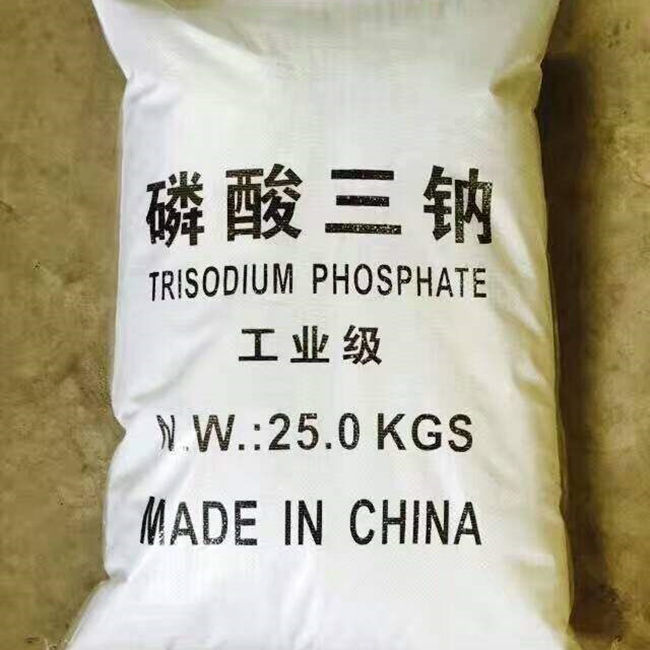 磷酸三钠
TRISODIUM PHOSPHATE
工业级
N.W.:25.0 KGS
MADE IN CHINA